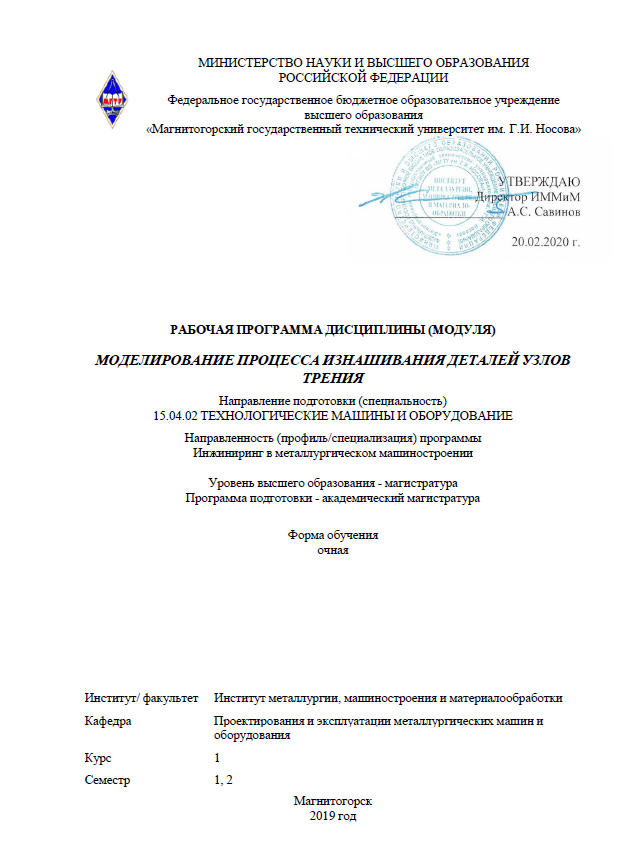 МИНИСТЕРСТВО НАУКИ И ВЫСШЕГО ОБРАЗОВАНИЯ
РОССИЙСКОЙ ФЕДЕРАЦИИ
Федеральное государственное бюджетное образовательное учреждение
высшего образования
«Магнитогорский государственный технический университет им. Г.И. Носова»
МГТУ
УТВЕРЖДАЮ
Директор ИММиМ
А.С. Савинов
20.02.2020 г.
ИНСТИТУТ
МЕТАЛЛУРГИИ,
РАБОЧАЯ ПРОГРАММА ДИСЦИПЛИНЫ (МОДУЛЯ)
МОДЕЛИРОВАНИЕ ПРОЦЕССА ИЗНАШИВАНИЯ ДЕТАЛЕЙ УЗЛОВ
ТРЕНИЯ
Направление подготовки (специальность)
15.04.02 ТЕХНОЛОГИЧЕСКИЕ МАШИНЫ И ОБОРУДОВАНИЕ
Направленность (профиль/специализация) программы
Инжиниринг в металлургическом машиностроении
Уровень высшего образования - магистратура
Программа подготовки - академический магистратура
Форма обучения
очная
Институт/ факультет Институт металлургии, машиностроения и материалообработки
Кафедра Проектирования и эксплуатации металлургических машин и
оборудования
Курс 1
Семестр 1, 2
Магнитогорск
2019 год